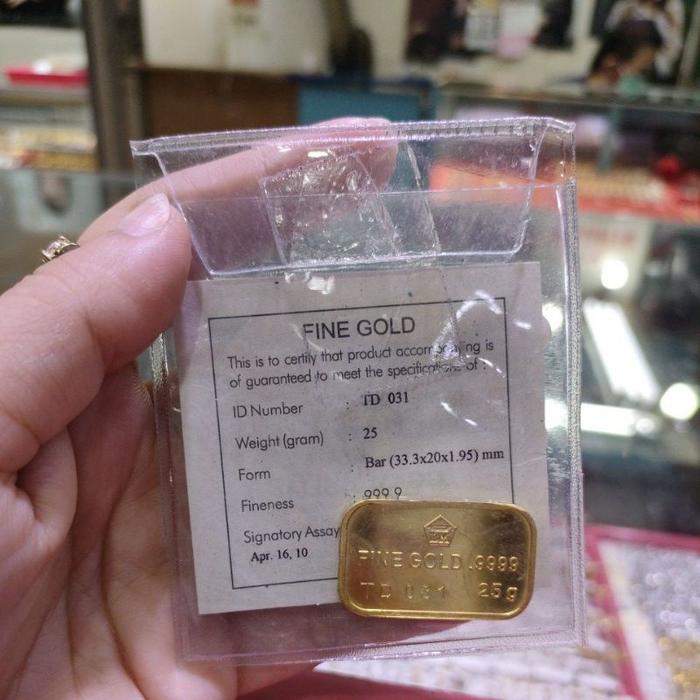 FINE GOLD
This is to certify that product accompanying is
of guaranteed to meet the specifications of :
ID Number : TD 031
Weight (gram) : 25
Form : Bar (33.3x20x1.95) mm
Fineness : 999 9
Signatory Assay
Apr. 16, 10
FINE GOLD .9999
TD 031 25g